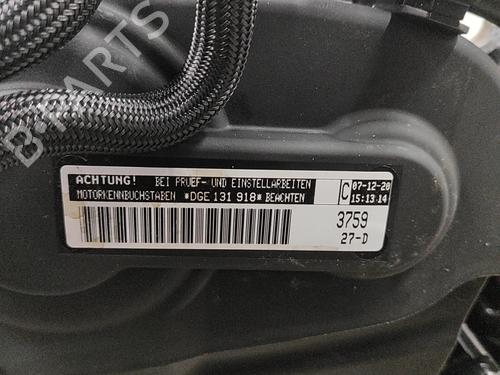 B-PARTS
ACHTUNG! BEI PRUEF- UND EINSTELLARBEITEN
MOTORKENNBUCHSTABEN *DGE 131 918* BEACHTEN
C 07-12-20
15:13:14
3759
27-D